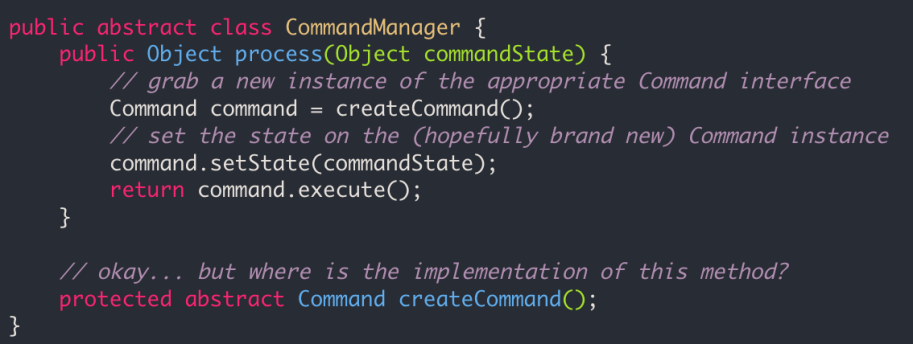 public abstract class CommandManager {
    public Object process(Object commandState) {
        // grab a new instance of the appropriate Command interface
        Command command = createCommand();
        // set the state on the (hopefully brand new) Command instance
        command.setState(commandState);
        return command.execute();
    }

    // okay... but where is the implementation of this method?
    protected abstract Command createCommand();
}